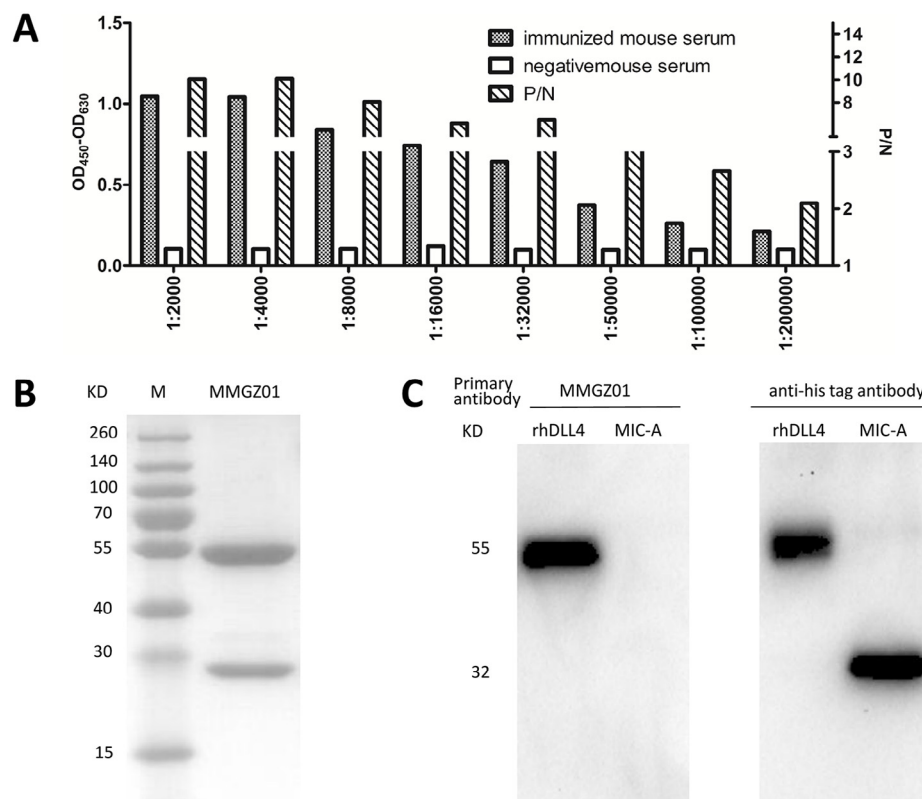 A
1.5
1.0
0.5
0.0
OD450-OD630
immunized mouse serum
negativemouse serum
P/N
14
12
10
8
3
2
1
P/N
1:2000
1:4000
1:8000
1:16000
1:32000
1:50000
1:100000
1:200000
B
KD M MMGZ01
260
140
100
70
55
40
30
15
C
Primary
antibody
MMGZ01
anti-his tag antibody
KD rhDLL4 MIC-A rhDLL4 MIC-A
55
32